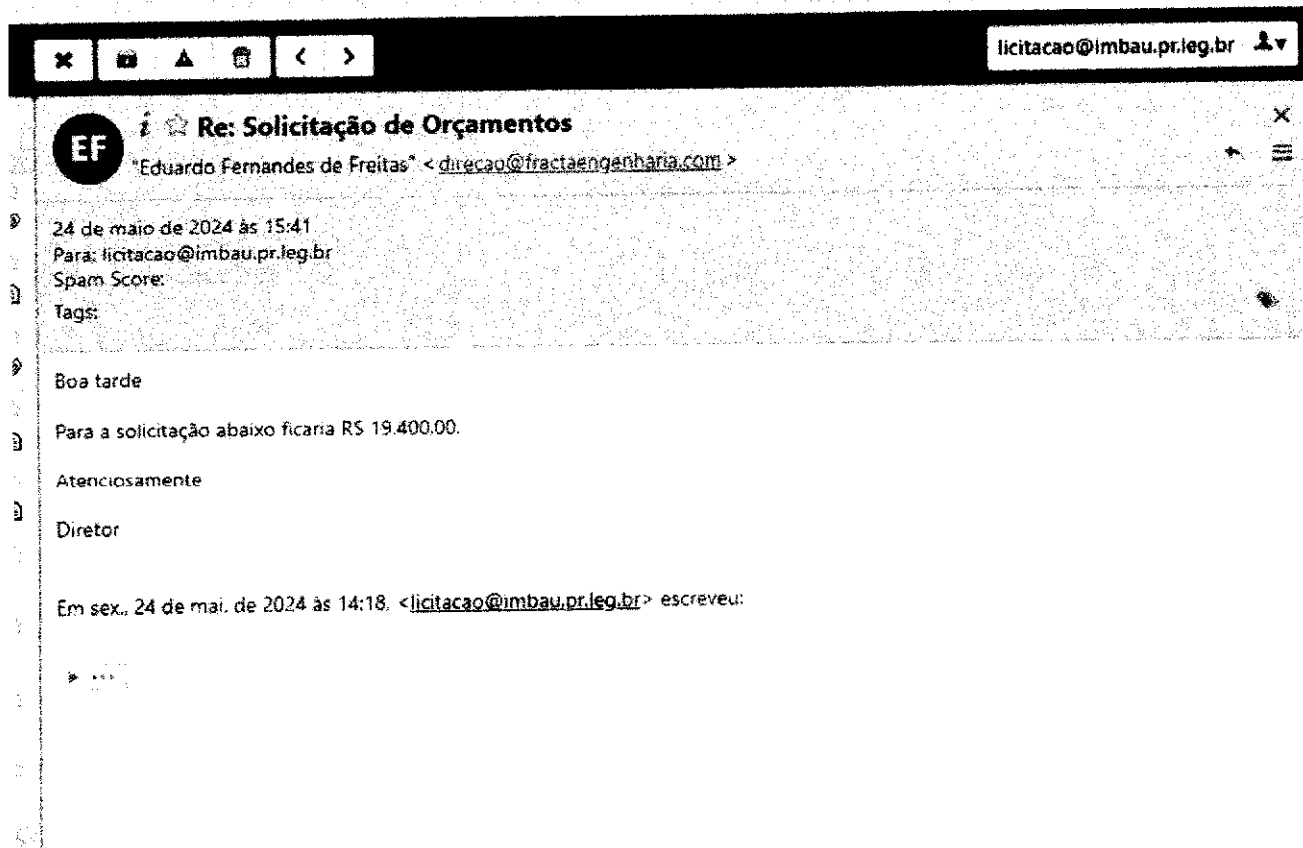 licitacao@imbau.pr.leg.br
EF
i Re: Solicitação de Orçamentos
"Eduardo Fernandes de Freitas" < direcao@fractaengenharia.com >
24 de maio de 2024 às 15:41
Para: licitacao@imbau.pr.leg.br
Spam Score:
Tags:
Boa tarde
Para a solicitação abaixo ficaria R$ 19.400,00.
Atenciosamente
Diretor
Em sex., 24 de mai. de 2024 às 14:18, <licitacao@imbau.pr.leg.br> escreveu: